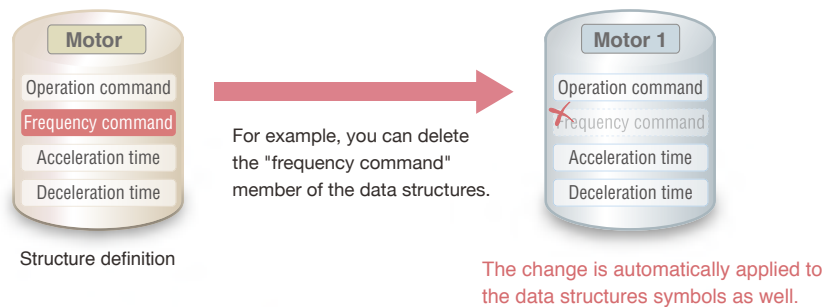 Motor
Operation command
Frequency command
Acceleration time
Deceleration time
Structure definition
For example, you can delete
the "frequency command"
member of the data structures.
Motor 1
Operation command
Frequency command
Acceleration time
Deceleration time
The change is automatically applied to
the data structures symbols as well.